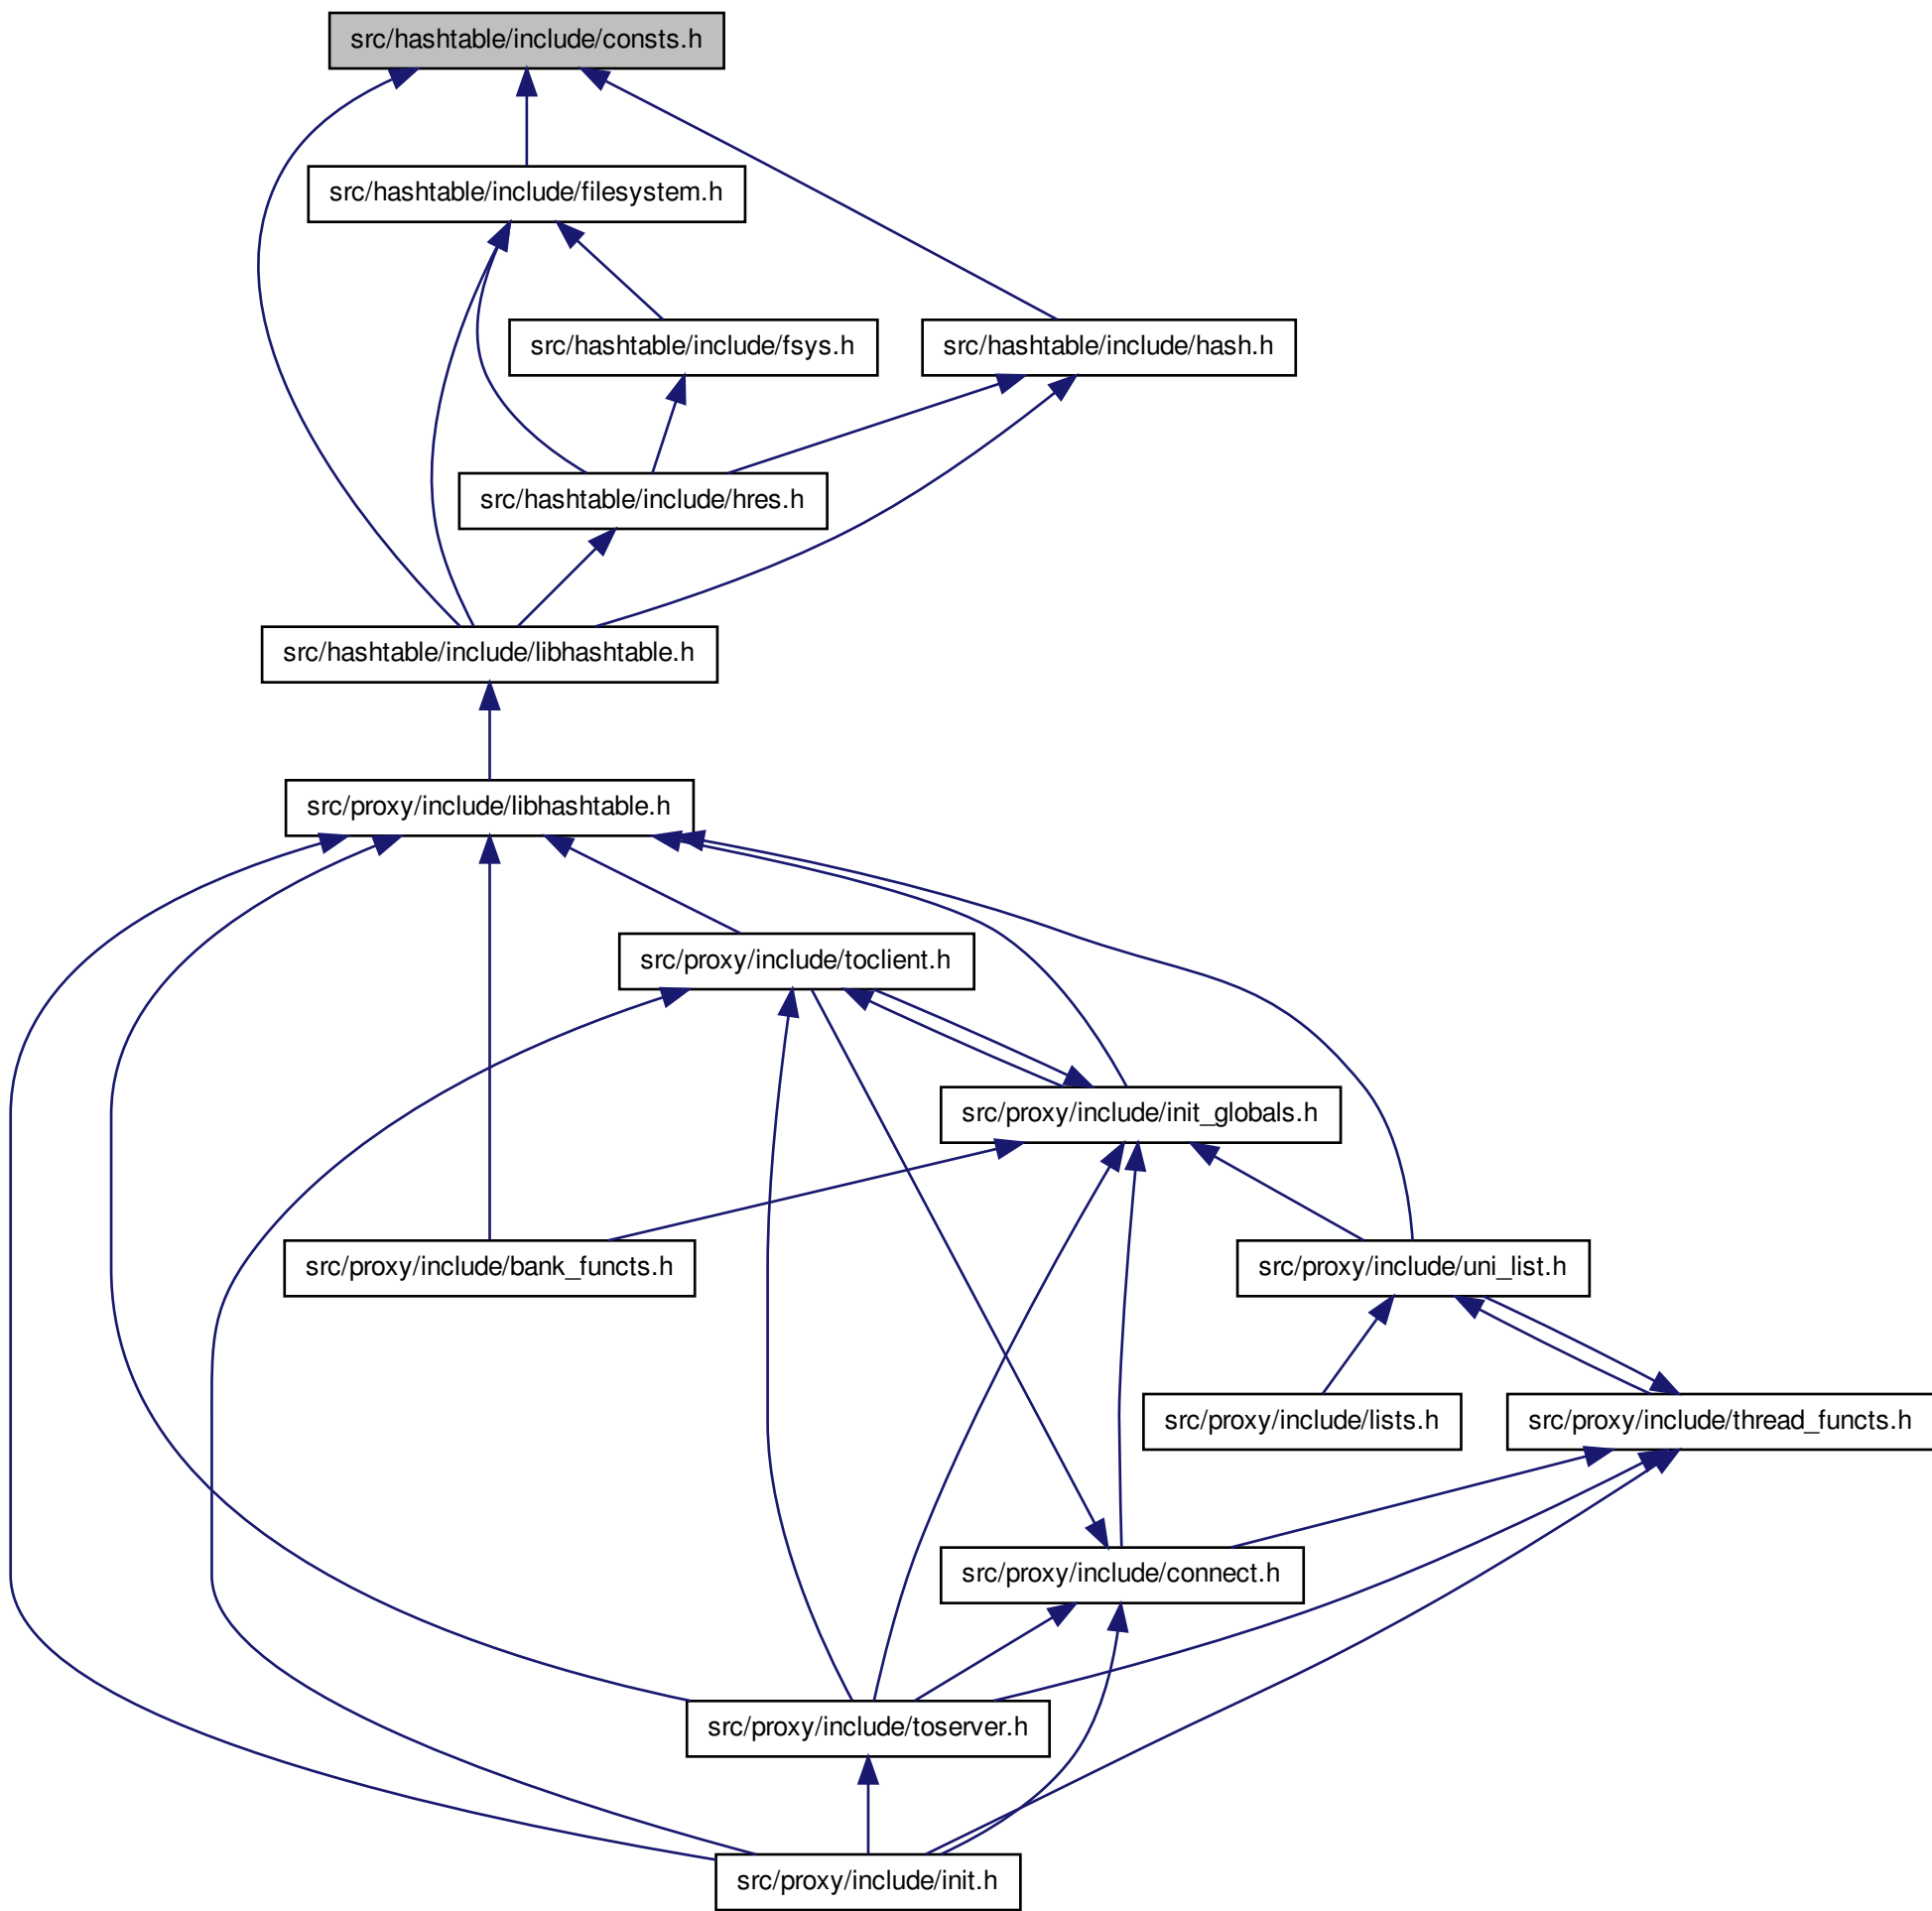 src/hashtable/include/consts.h
src/hashtable/include/filesystem.h
src/hashtable/include/fsys.h
src/hashtable/include/hash.h
src/hashtable/include/hres.h
src/hashtable/include/libhashtable.h
src/proxy/include/libhashtable.h
src/proxy/include/toclient.h
src/proxy/include/init_globals.h
src/proxy/include/bank_functs.h
src/proxy/include/uni_list.h
src/proxy/include/lists.h
src/proxy/include/thread_functs.h
src/proxy/include/connect.h
src/proxy/include/toserver.h
src/proxy/include/init.h